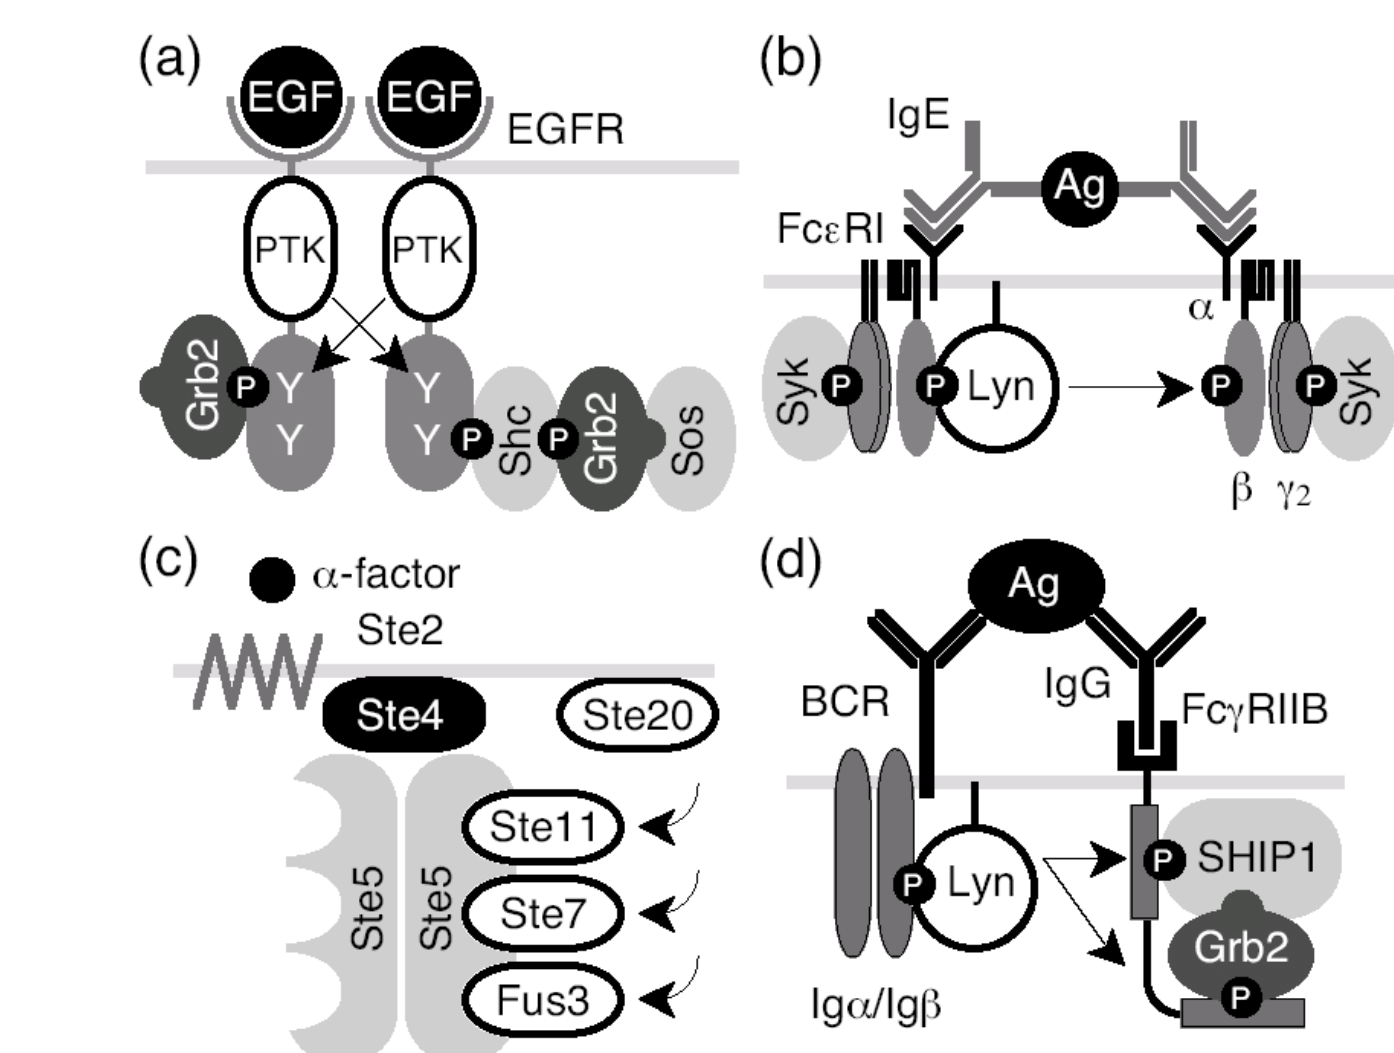 (a)
EGF EGF
EGFR
PTK PTK
Grb2 P Y Y
Y Y P Shc P Grb2 Sos
(b)
IgE
Ag
FcεRI
α
Syk P P Lyn P P Syk
β γ2
(c)
α-factor
Ste2
Ste4 Ste20
Ste5 Ste5
Ste11
Ste7
Fus3
(d)
Ag
BCR IgG FcγRIIB
P Lyn P SHIP1
Grb2
P
Igα/Igβ